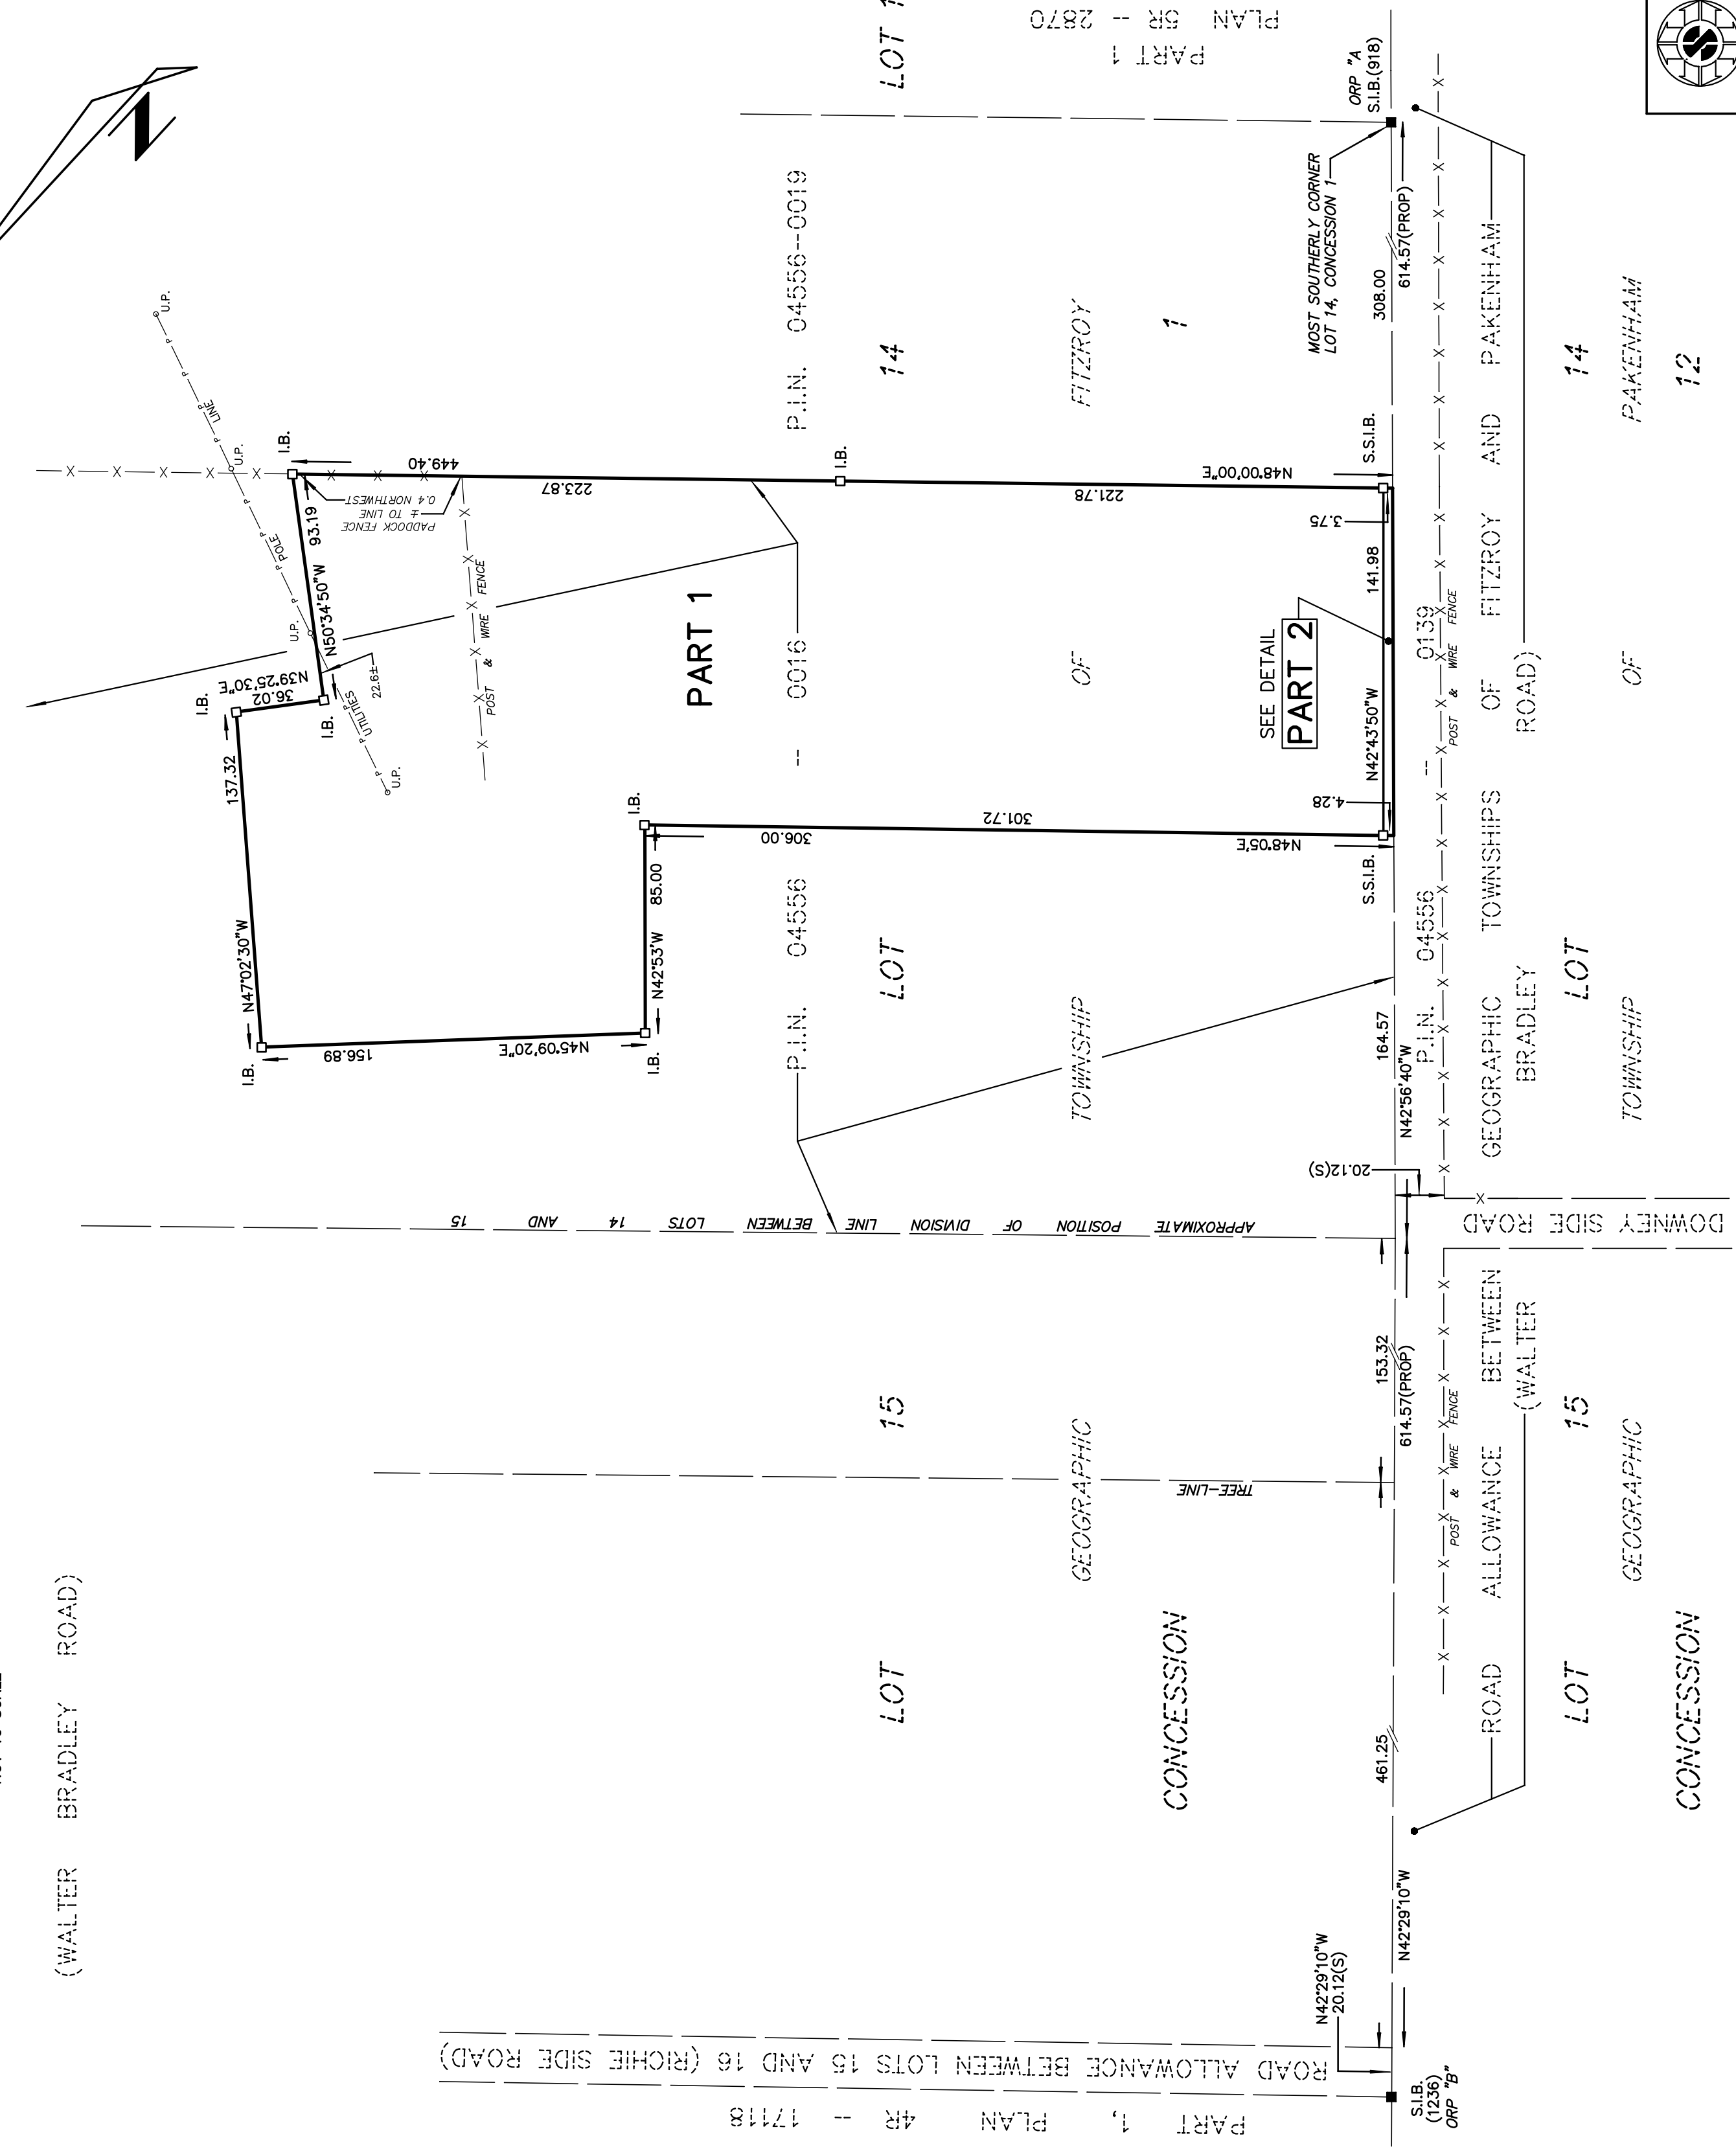 (WALTER BRADLEY ROAD)
ROAD ALLOWANCE BETWEEN LOTS 15 AND 16 (RICHIE SIDE ROAD)
PART 1, PLAN 4R -- 17118
S.I.B.
(1236)
ORP "B"
N42°29'10"W
20.12(S)
N42°29'10"W
461.25
TREE-LINE
153.32
614.57(PROP)
LOT 15
GEOGRAPHIC TOWNSHIP OF FITZROY
CONCESSION 1
APPROXIMATE POSITION OF DIVISION LINE BETWEEN LOTS 14 AND 15
20.12(S)
N42°56'40"W
164.57
LOT 14
P.I.N. 04556 -- 0016
P.I.N. 04556--0019
PART 1
I.B.
N47°02'30"W
137.32
I.B.
N39°25'30"E
36.02
I.B.
N50°34'50"W
93.19
I.B.
22.6±
U.P.
UTILITIES
U.P.
POLE
U.P.
LINE
U.P.
PADDOCK FENCE
± TO LINE
0.4 NORTHWEST
POST & WIRE FENCE
449.40
223.87
I.B.
221.78
N48°00'00"E
S.S.I.B.
3.75
141.98
N42°43'50"W
4.28
SEE DETAIL
PART 2
S.S.I.B.
N48°05'E
301.72
306.00
I.B.
85.00
N42°53'W
I.B.
N45°09'20"E
156.89
308.00
614.57(PROP)
MOST SOUTHERLY CORNER
LOT 14, CONCESSION 1
ORP "A
S.I.B.(918)
LOT
PART 1
PLAN 5R -- 2870
P.I.N. 04556 -- 0139
POST & WIRE FENCE
POST & WIRE FENCE
ROAD ALLOWANCE BETWEEN GEOGRAPHIC TOWNSHIPS OF FITZROY AND PAKENHAM
(WALTER BRADLEY ROAD)
DOWNEY SIDE ROAD
LOT 15
LOT 14
GEOGRAPHIC TOWNSHIP OF PAKENHAM
CONCESSION 12